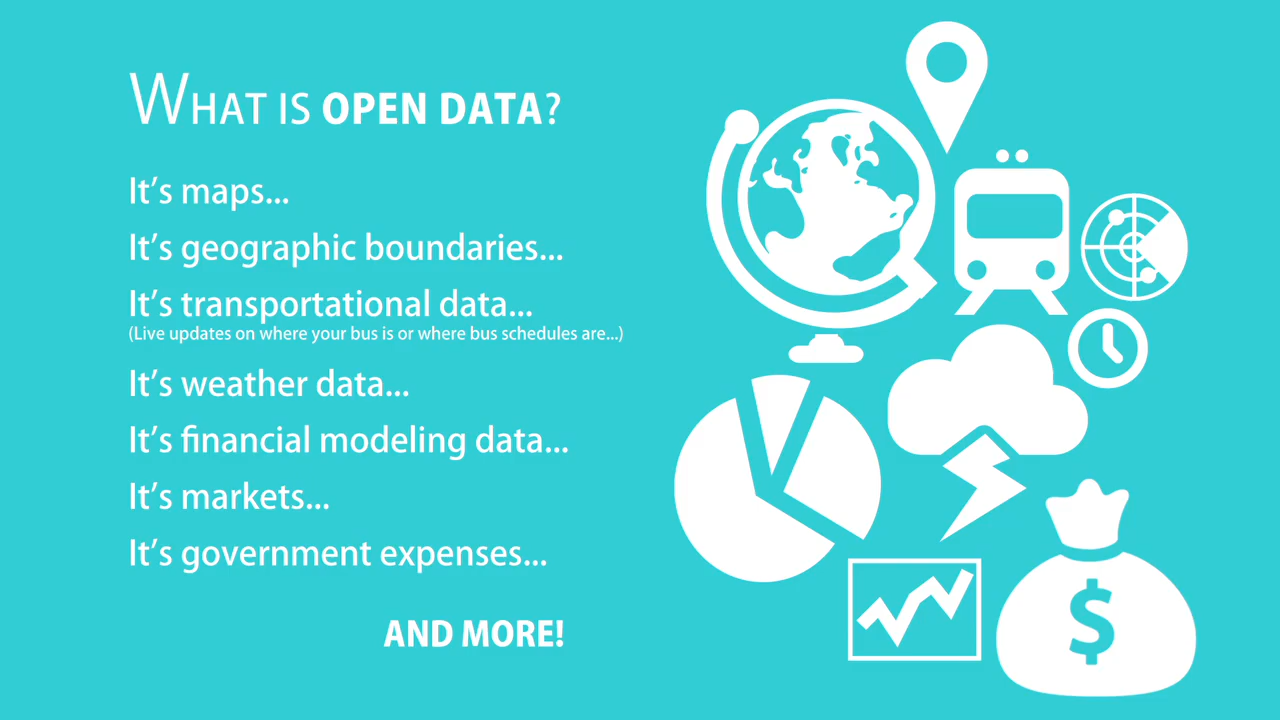 What is OPEN DATA?
It's maps...
It's geographic boundaries...
It's transportational data...
(Live updates on where your bus is or where bus schedules are...)
It's weather data...
It's financial modeling data...
It's markets...
It's government expenses...
AND MORE!
$